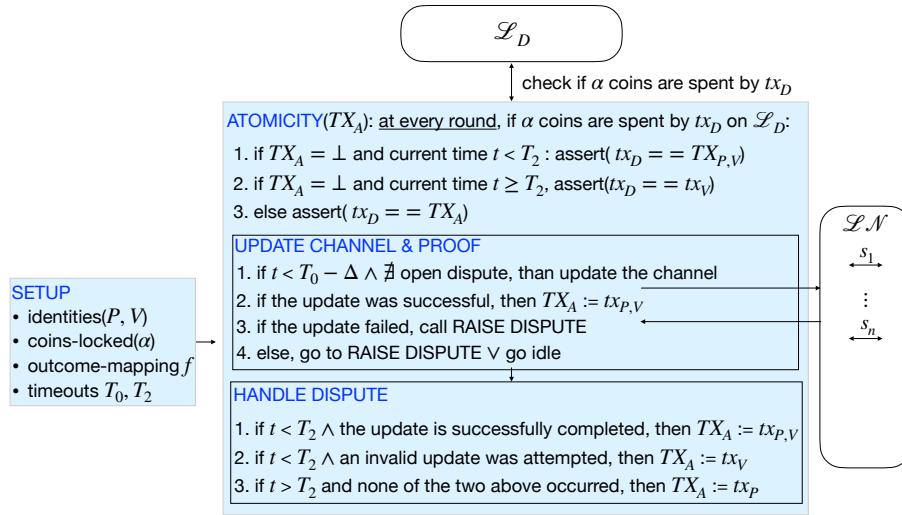 ℒ_D
check if α coins are spent by tx_D
ATOMICITY(TX_A): at every round, if α coins are spent by tx_D on ℒ_D:
1. if TX_A = ⊥ and current time t < T_2 : assert( tx_D = = TX_{P,V})
2. if TX_A = ⊥ and current time t ≥ T_2, assert(tx_D = = tx_V)
3. else assert( tx_D = = TX_A)
UPDATE CHANNEL & PROOF
1. if t < T_0 − Δ ∧ ∄ open dispute, than update the channel
2. if the update was successful, then TX_A := tx_{P,V}
3. if the update failed, call RAISE DISPUTE
4. else, go to RAISE DISPUTE ∨ go idle
ℒ𝒩
s_1
⋮
s_n
SETUP
• identities(P, V)
• coins-locked(α)
• outcome-mapping f
• timeouts T_0, T_2
HANDLE DISPUTE
1. if t < T_2 ∧ the update is successfully completed, then TX_A := tx_{P,V}
2. if t < T_2 ∧ an invalid update was attempted, then TX_A := tx_V
3. if t > T_2 and none of the two above occurred, then TX_A := tx_P